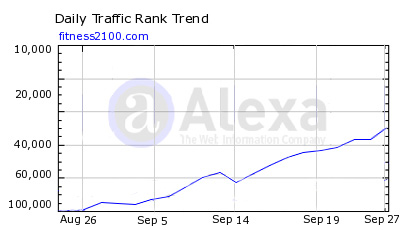 Daily Traffic Rank Trend
fitness2100.com
10,000
20,000
40,000
60,000
100,000
a Alexa
The Web Information Company
Aug 26 Sep 5 Sep 14 Sep 19 Sep 27